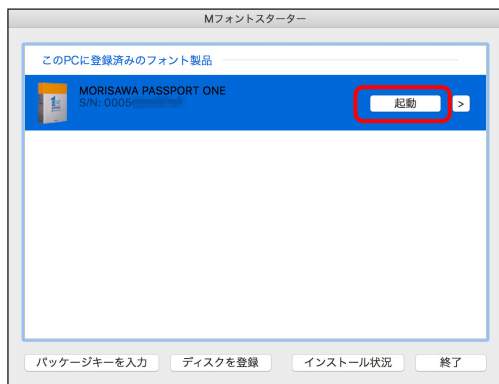 Mフォントスターター
このPCに登録済みのフォント製品
MORISAWA PASSPORT ONE
S/N: 0005
起動
>
パッケージキーを入力 ディスクを登録 インストール状況 終了